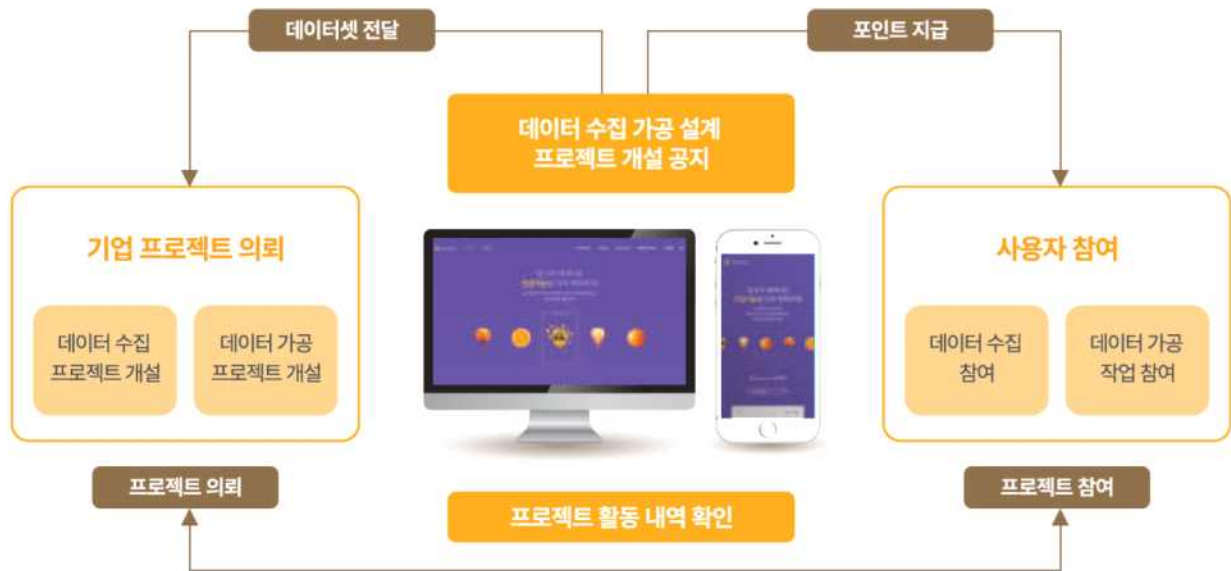 데이터셋 전달
포인트 지급
데이터 수집 가공 설계
프로젝트 개설 공지
기업 프로젝트 의뢰
데이터 수집
프로젝트 개설
데이터 가공
프로젝트 개설
사용자 참여
데이터 수집
참여
데이터 가공
작업 참여
프로젝트 의뢰
프로젝트 참여
프로젝트 활동 내역 확인